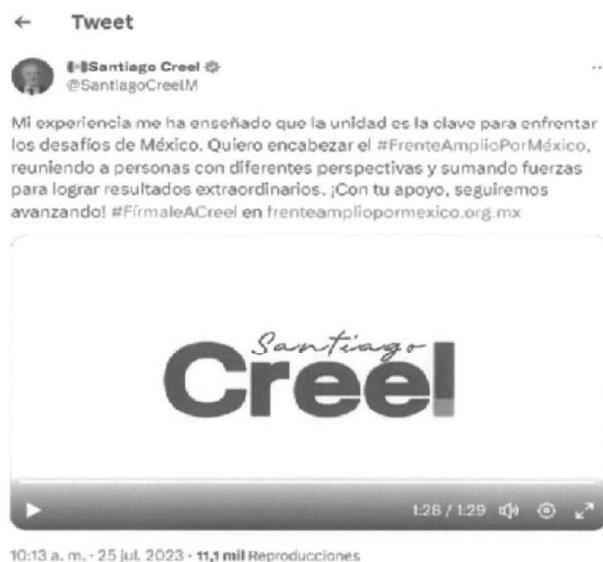 Tweet
Santiago Creel
@SantiagoCreelM
Mi experiencia me ha enseñado que la unidad es la clave para enfrentar
los desafíos de México. Quiero encabezar el #FrenteAmplioPorMéxico,
reuniendo a personas con diferentes perspectivas y sumando fuerzas
para lograr resultados extraordinarios. ¡Con tu apoyo, seguiremos
avanzando! #FírmaleACreel en frenteampliopormexico.org.mx
Santiago
Creel
1:28 / 1:29
10:13 a. m. · 25 jul. 2023 · 11,1 mil Reproducciones